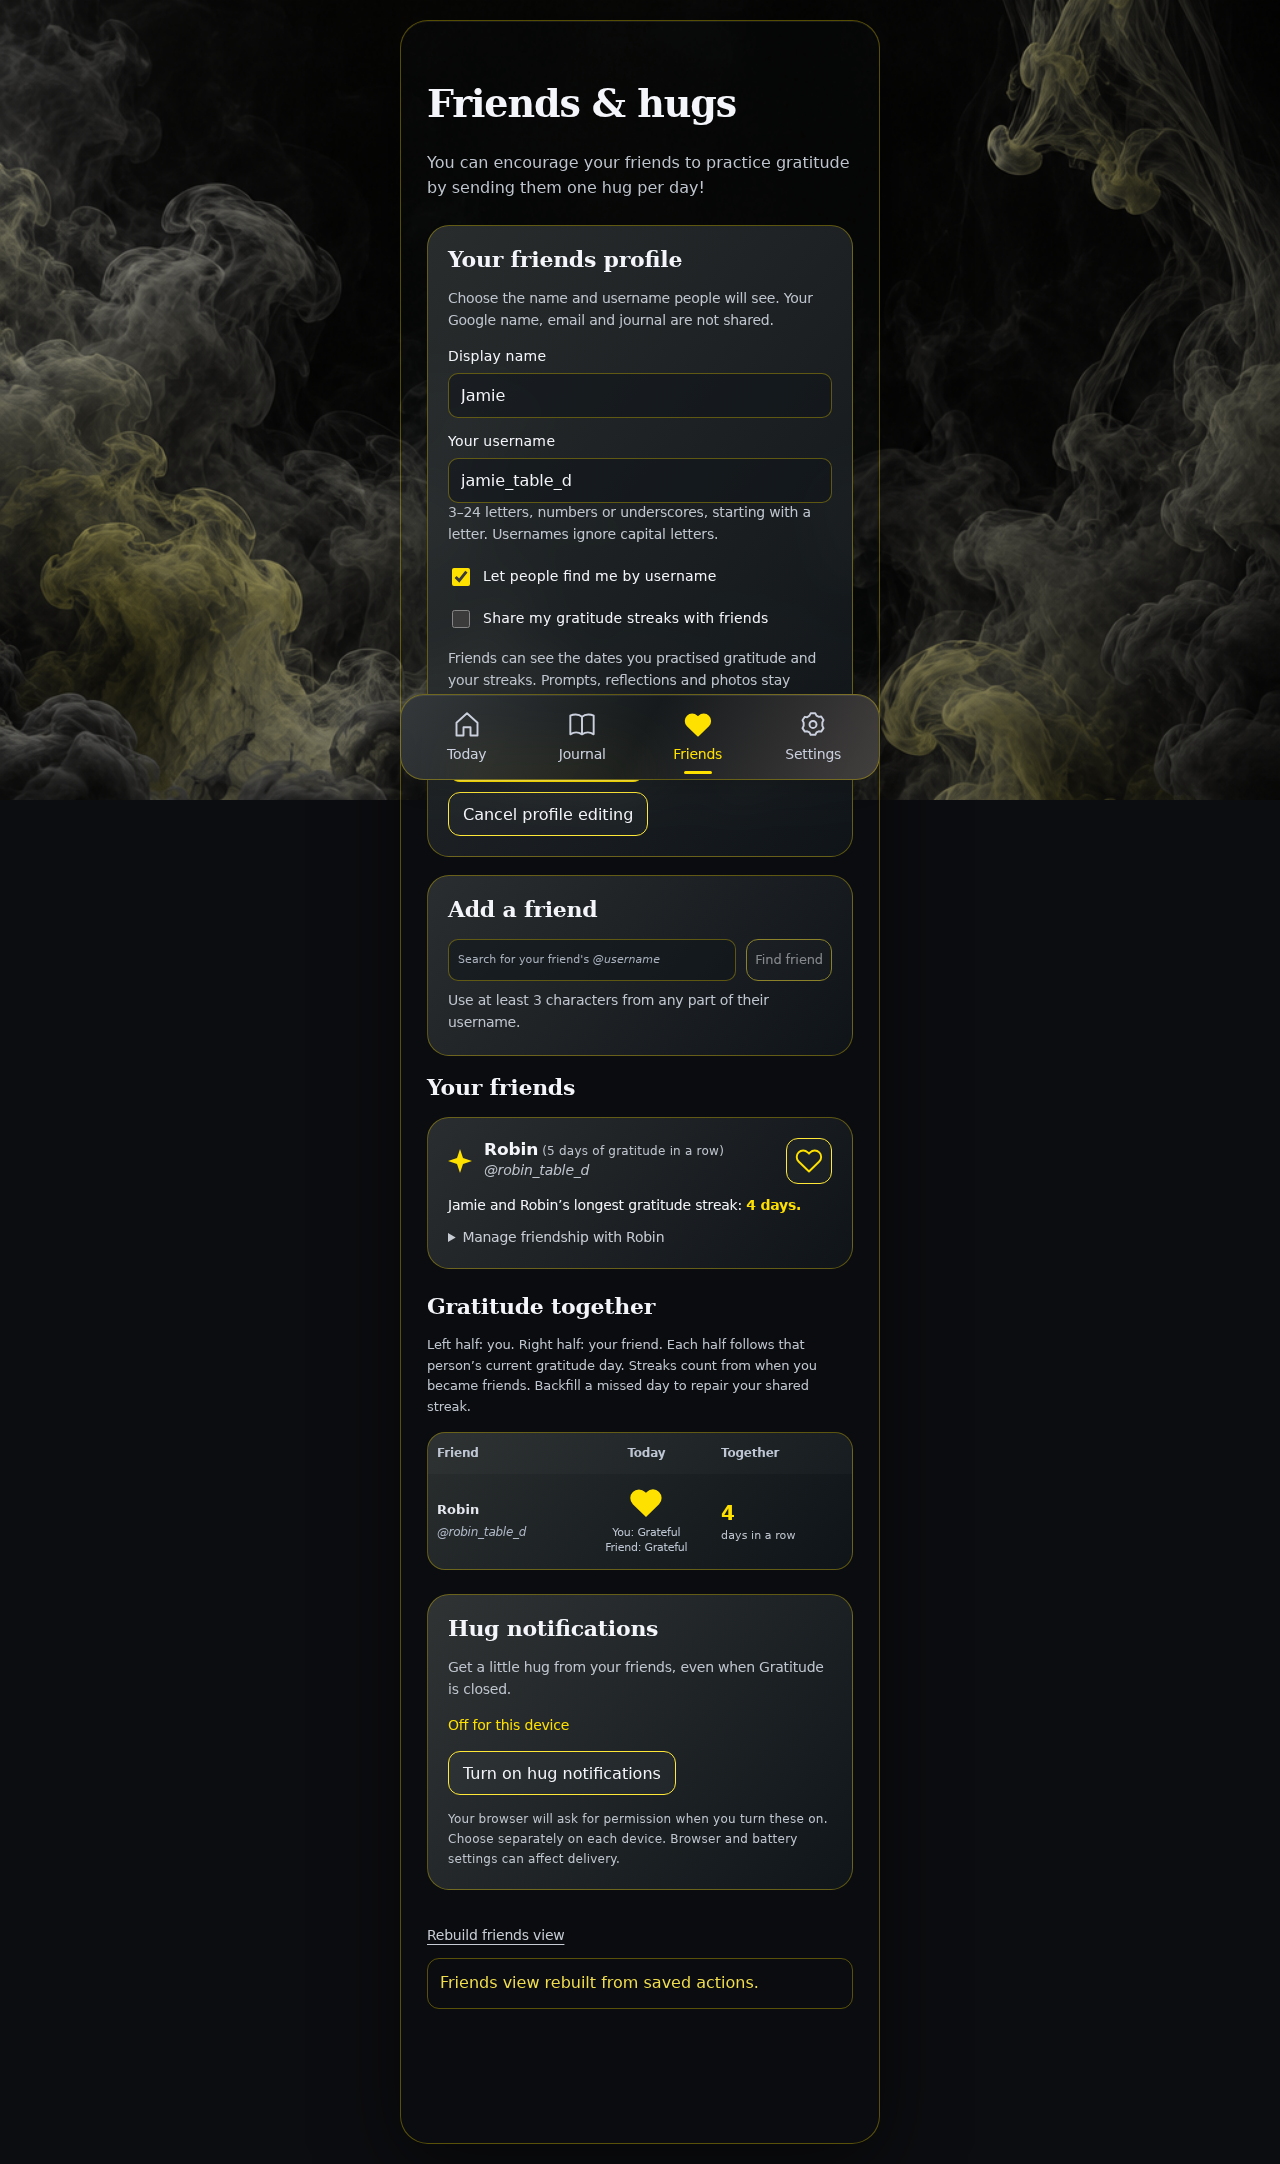 Friends & hugs
You can encourage your friends to practice gratitude
by sending them one hug per day!
Your friends profile
Choose the name and username people will see. Your
Google name, email and journal are not shared.
Display name
Jamie
Your username
jamie_table_d
3–24 letters, numbers or underscores, starting with a
letter. Usernames ignore capital letters.
Let people find me by username
Share my gratitude streaks with friends
Friends can see the dates you practised gratitude and
your streaks. Prompts, reflections and photos stay
Today
Journal
Friends
Settings
Cancel profile editing
Add a friend
Search for your friend's @username
Find friend
Use at least 3 characters from any part of their
username.
Your friends
Robin (5 days of gratitude in a row)
@robin_table_d
Jamie and Robin’s longest gratitude streak: 4 days.
Manage friendship with Robin
Gratitude together
Left half: you. Right half: your friend. Each half follows that
person’s current gratitude day. Streaks count from when you
became friends. Backfill a missed day to repair your shared
streak.
Friend Today Together
Robin
@robin_table_d
You: Grateful
Friend: Grateful
4
days in a row
Hug notifications
Get a little hug from your friends, even when Gratitude
is closed.
Off for this device
Turn on hug notifications
Your browser will ask for permission when you turn these on.
Choose separately on each device. Browser and battery
settings can affect delivery.
Rebuild friends view
Friends view rebuilt from saved actions.